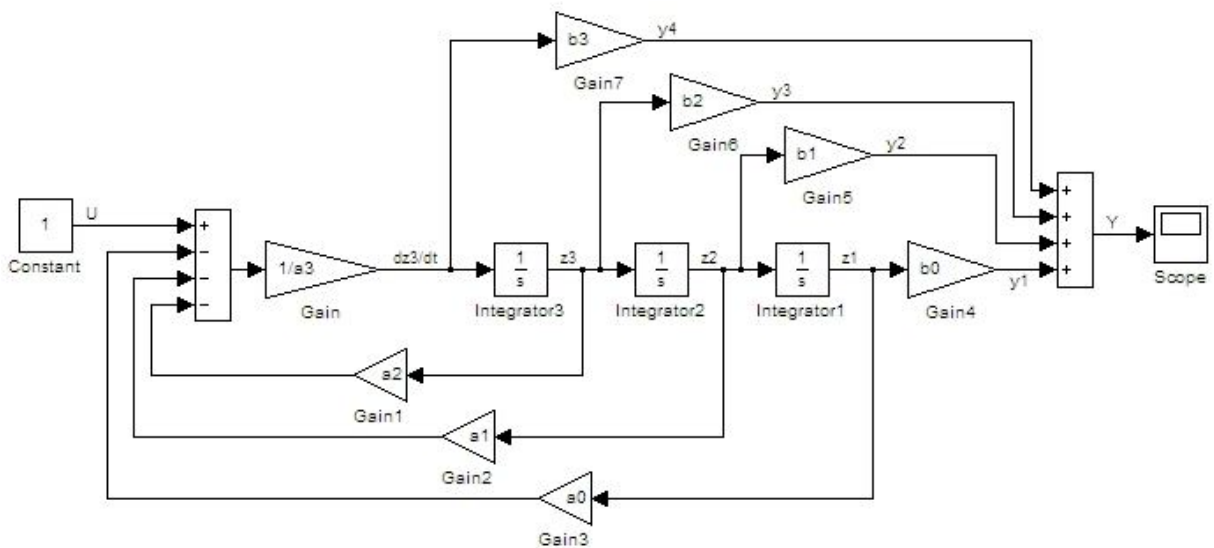 b3
y4
Gain7
b2
y3
Gain6
b1
y2
Gain5
1
U
Constant
+
−
−
−
1/a3
Gain
dz3/dt
1
s
Integrator3
z3
1
s
Integrator2
z2
1
s
Integrator1
z1
b0
Gain4
y1
+
+
+
+
Y
Scope
a2
Gain1
a1
Gain2
a0
Gain3